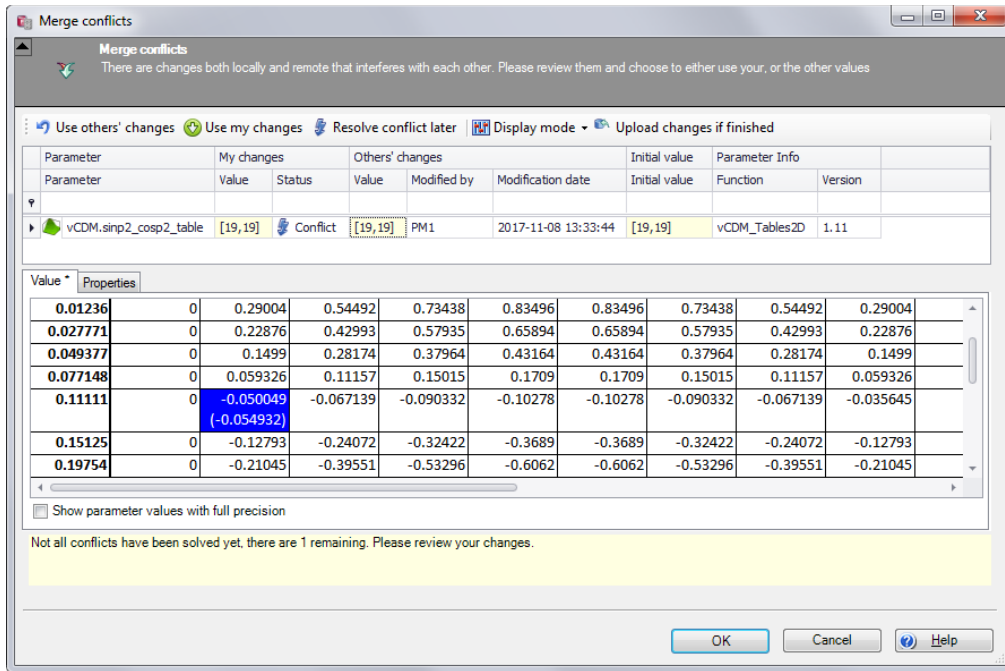 Merge conflicts
Merge conflicts
There are changes both locally and remote that interferes with each other. Please review them and choose to either use your, or the other values
Use others' changes Use my changes Resolve conflict later Display mode Upload changes if finished
Parameter My changes Others' changes Initial value Parameter Info
Parameter Value Status Value Modified by Modification date Initial value Function Version
vCDM.sinp2_cosp2_table [19,19] Conflict [19,19] PM1 2017-11-08 13:33:44 [19,19] vCDM_Tables2D 1.11
Value * Properties
0.01236 0 0.29004 0.54492 0.73438 0.83496 0.83496 0.73438 0.54492 0.29004
0.027771 0 0.22876 0.42993 0.57935 0.65894 0.65894 0.57935 0.42993 0.22876
0.049377 0 0.1499 0.28174 0.37964 0.43164 0.43164 0.37964 0.28174 0.1499
0.077148 0 0.059326 0.11157 0.15015 0.1709 0.1709 0.15015 0.11157 0.059326
0.11111 0 -0.050049 -0.067139 -0.090332 -0.10278 -0.10278 -0.090332 -0.067139 -0.035645
(-0.054932)
0.15125 0 -0.12793 -0.24072 -0.32422 -0.3689 -0.3689 -0.32422 -0.24072 -0.12793
0.19754 0 -0.21045 -0.39551 -0.53296 -0.6062 -0.6062 -0.53296 -0.39551 -0.21045
Show parameter values with full precision
Not all conflicts have been solved yet, there are 1 remaining. Please review your changes.
OK Cancel Help